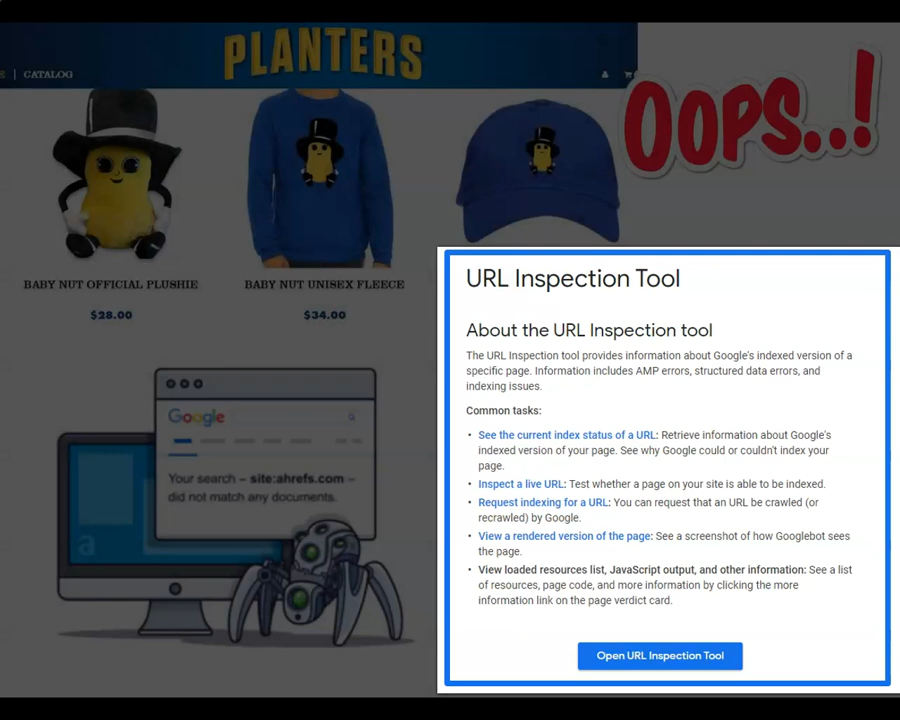 PLANTERS
E | CATALOG
OOPS..!
BABY NUT OFFICIAL PLUSHIE
BABY NUT UNISEX FLEECE
$28.00
$34.00
Google
Your search – site:ahrefs.com –
did not match any documents.
a
URL Inspection Tool
About the URL Inspection tool
The URL Inspection tool provides information about Google's indexed version of a
specific page. Information includes AMP errors, structured data errors, and
indexing issues.
Common tasks:
• See the current index status of a URL: Retrieve information about Google's
indexed version of your page. See why Google could or couldn't index your
page.
• Inspect a live URL: Test whether a page on your site is able to be indexed.
• Request indexing for a URL: You can request that an URL be crawled (or
recrawled) by Google.
• View a rendered version of the page: See a screenshot of how Googlebot sees
the page.
• View loaded resources list, JavaScript output, and other information: See a list
of resources, page code, and more information by clicking the more
information link on the page verdict card.
Open URL Inspection Tool